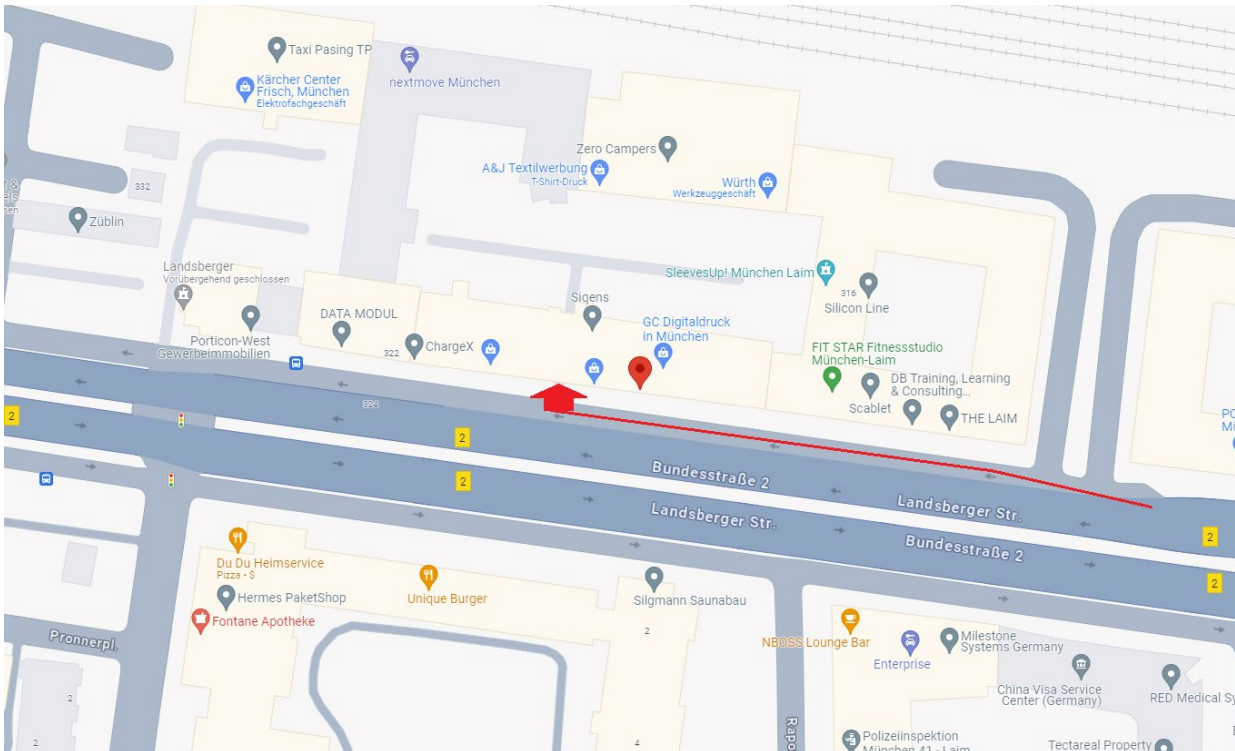 Taxi Pasing TP
nextmove München
Kärcher Center
Frisch, München
Elektrofachgeschäft
Zero Campers
A&J Textilwerbung
T-Shirt-Druck
Würth
Werkzeuggeschäft
332
Züblin
Landsberger
Vorübergehend geschlossen
SleevesUp! München Laim
316
Silicon Line
Siqens
DATA MODUL
GC Digitaldruck
in München
Porticon-West
Gewerbeimmobilien
322
ChargeX
FIT STAR Fitnessstudio
München-Laim
DB Training, Learning
& Consulting...
Scablet
THE LAIM
324
2
2
2
Bundesstraße 2
Landsberger Str.
Landsberger Str.
Bundesstraße 2
2
2
Du Du Heimservice
Pizza • $
Hermes PaketShop
Unique Burger
Fontane Apotheke
Silgmann Saunabau
2
NBOSS Lounge Bar
Enterprise
Milestone
Systems Germany
China Visa Service
Center (Germany)
RED Medical Sy
Pronnerpl.
2
2
4
Rapo
Polizeiinspektion
München 41 - Laim
Tectareal Property